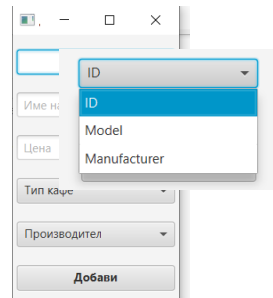 ID
ID
Име на
Model
Manufacturer
Цена
Тип кафе
Производител
Добави